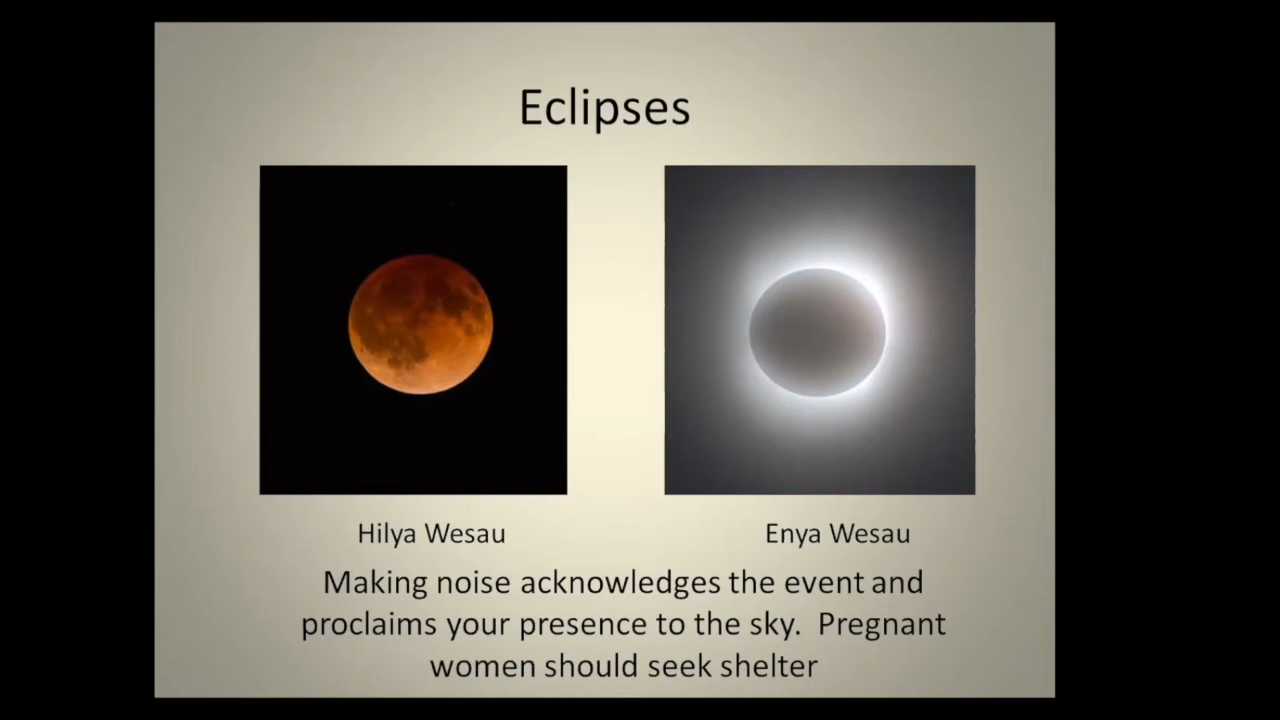 Eclipses
Hilya Wesau
Enya Wesau
Making noise acknowledges the event and
proclaims your presence to the sky.  Pregnant
women should seek shelter